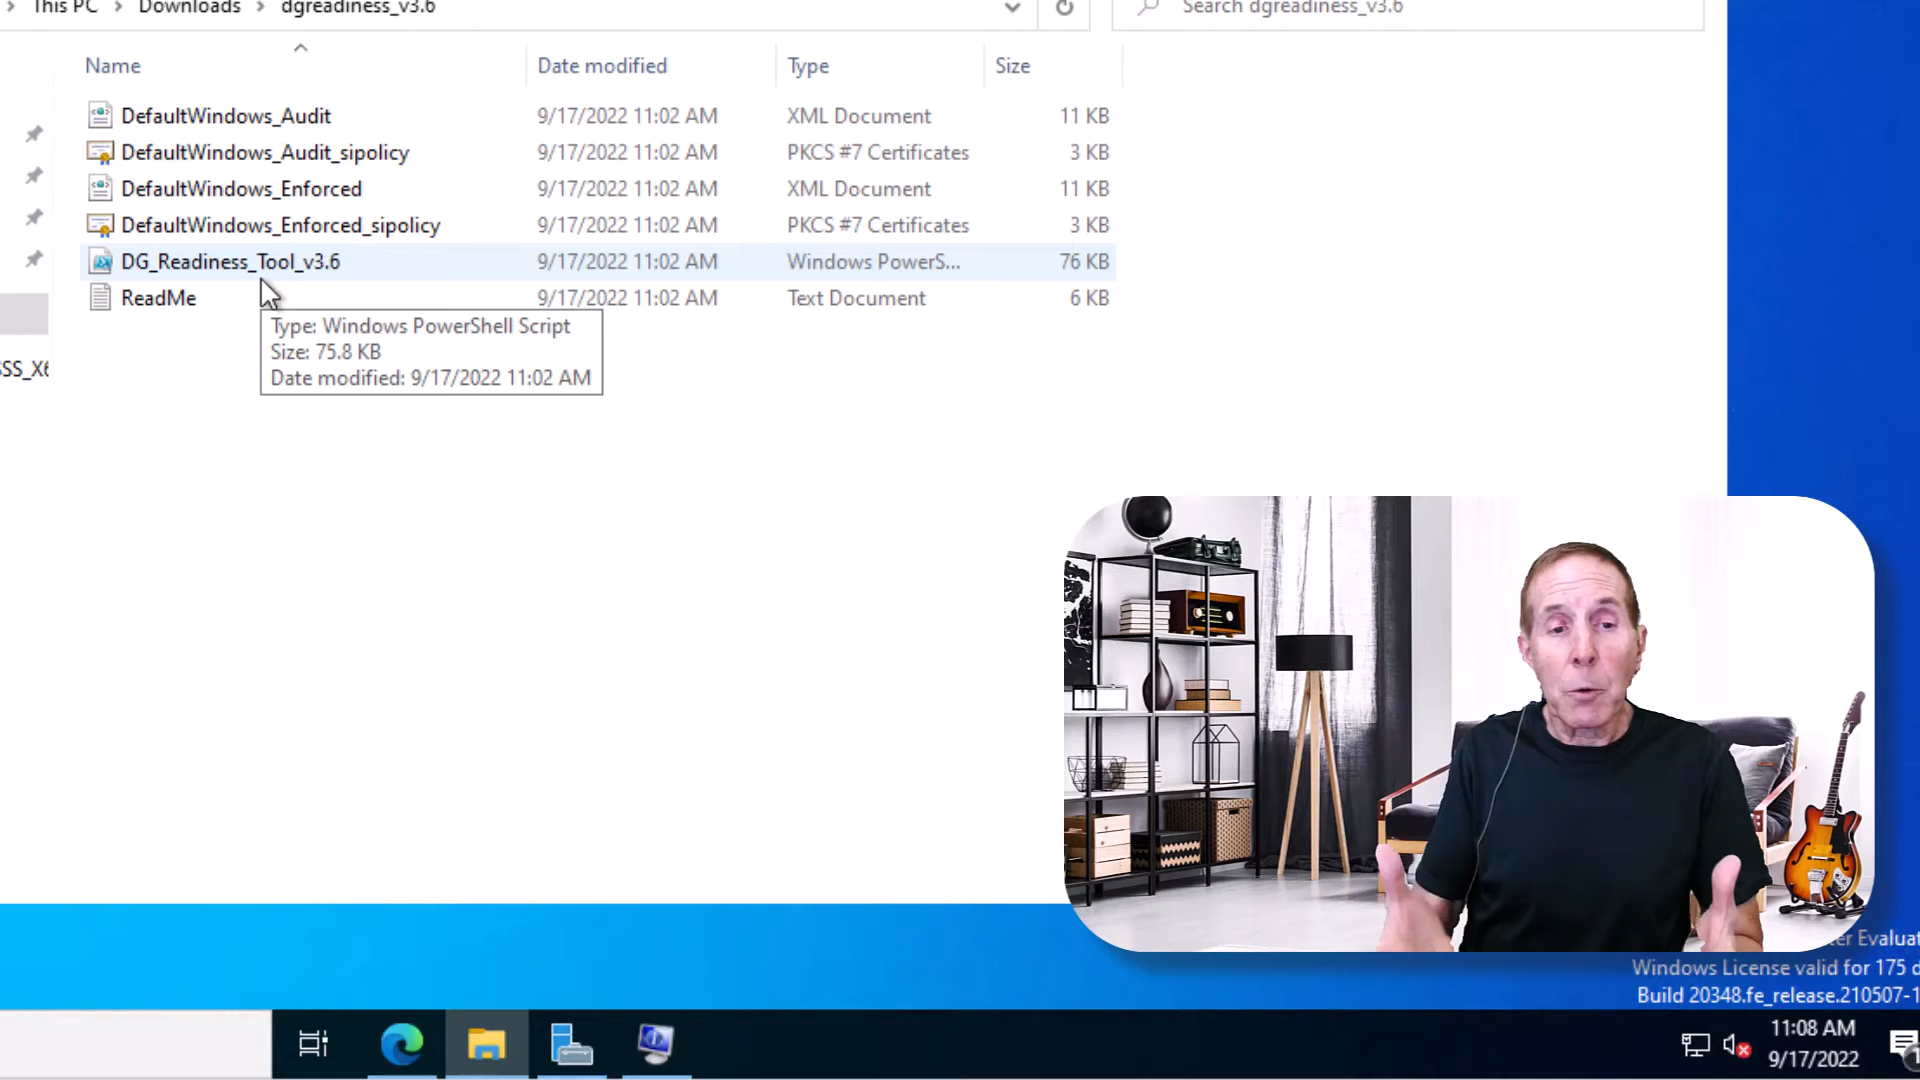 This PC > Downloads > dgreadiness_v3.6
Search dgreadiness_v3.6
Name Date modified Type Size
DefaultWindows_Audit 9/17/2022 11:02 AM XML Document 11 KB
DefaultWindows_Audit_sipolicy 9/17/2022 11:02 AM PKCS #7 Certificates 3 KB
DefaultWindows_Enforced 9/17/2022 11:02 AM XML Document 11 KB
DefaultWindows_Enforced_sipolicy 9/17/2022 11:02 AM PKCS #7 Certificates 3 KB
DG_Readiness_Tool_v3.6 9/17/2022 11:02 AM Windows PowerS... 76 KB
ReadMe 9/17/2022 11:02 AM Text Document 6 KB
Type: Windows PowerShell Script
Size: 75.8 KB
Date modified: 9/17/2022 11:02 AM
SSS_X6
ter Evaluat
Windows License valid for 175 d
Build 20348.fe_release.210507-1
11:08 AM
9/17/2022